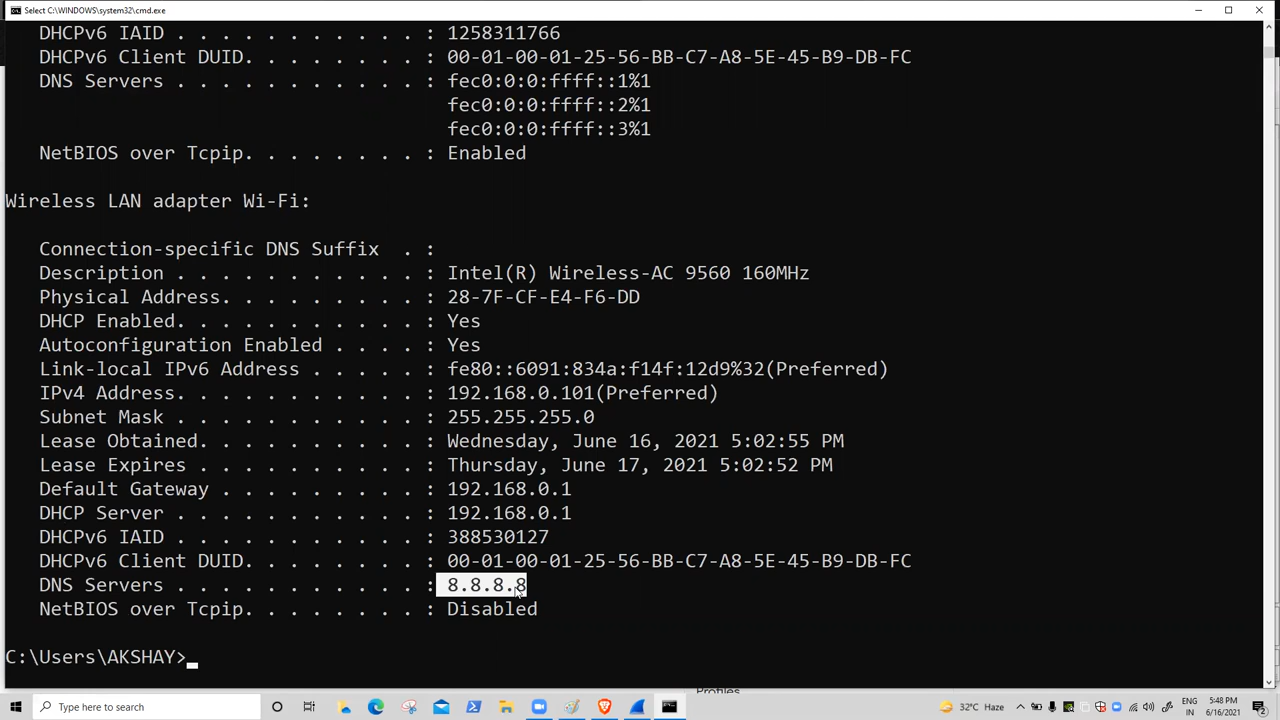 Select C:\WINDOWS\system32\cmd.exe
DHCPv6 IAID . . . . . . . . . . . : 1258311766
DHCPv6 Client DUID. . . . . . . . : 00-01-00-01-25-56-BB-C7-A8-5E-45-B9-DB-FC
DNS Servers . . . . . . . . . . . : fec0:0:0:ffff::1%1
fec0:0:0:ffff::2%1
fec0:0:0:ffff::3%1
NetBIOS over Tcpip. . . . . . . . : Enabled
Wireless LAN adapter Wi-Fi:
Connection-specific DNS Suffix . :
Description . . . . . . . . . . . : Intel(R) Wireless-AC 9560 160MHz
Physical Address. . . . . . . . . : 28-7F-CF-E4-F6-DD
DHCP Enabled. . . . . . . . . . . : Yes
Autoconfiguration Enabled . . . . : Yes
Link-local IPv6 Address . . . . . : fe80::6091:834a:f14f:12d9%32(Preferred)
IPv4 Address. . . . . . . . . . . : 192.168.0.101(Preferred)
Subnet Mask . . . . . . . . . . . : 255.255.255.0
Lease Obtained. . . . . . . . . . : Wednesday, June 16, 2021 5:02:55 PM
Lease Expires . . . . . . . . . . : Thursday, June 17, 2021 5:02:52 PM
Default Gateway . . . . . . . . . : 192.168.0.1
DHCP Server . . . . . . . . . . . : 192.168.0.1
DHCPv6 IAID . . . . . . . . . . . : 388530127
DHCPv6 Client DUID. . . . . . . . : 00-01-00-01-25-56-BB-C7-A8-5E-45-B9-DB-FC
DNS Servers . . . . . . . . . . . : 8.8.8.8
NetBIOS over Tcpip. . . . . . . . : Disabled
C:\Users\AKSHAY>
Profiles
Type here to search
32°C Haze
ENG
IN
5:48 PM
6/16/2021